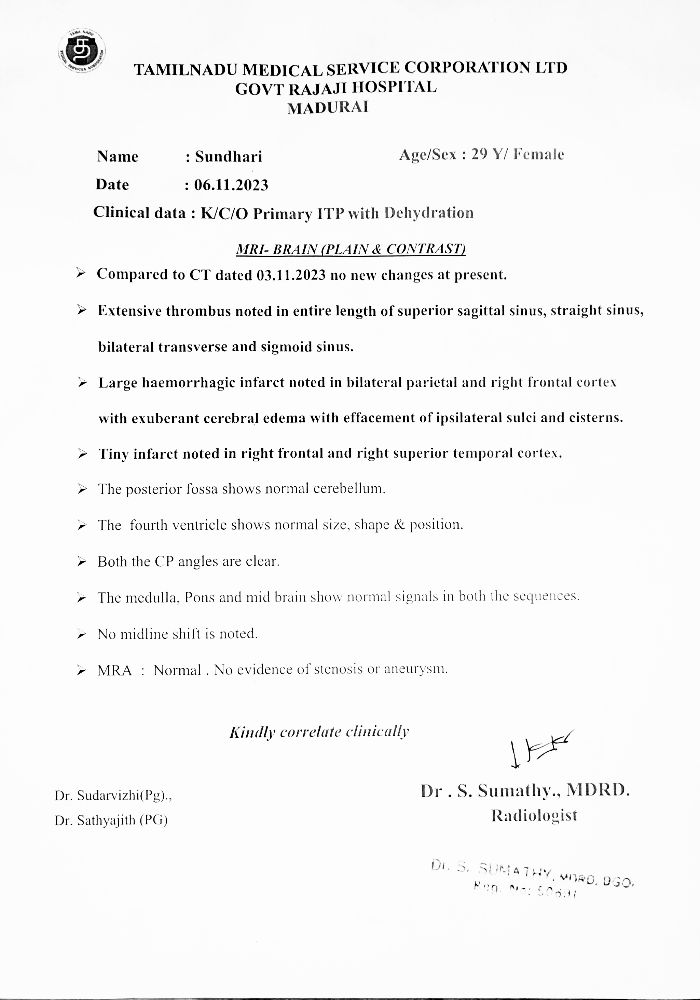 TAMIL NADU
த
MEDICAL SERVICES CORPORATION
TAMILNADU MEDICAL SERVICE CORPORATION LTD
GOVT RAJAJI HOSPITAL
MADURAI
Name : Sundhari Age/Sex : 29 Y/ Female
Date : 06.11.2023
Clinical data : K/C/O Primary ITP with Dehydration
MRI- BRAIN (PLAIN & CONTRAST)
➢ Compared to CT dated 03.11.2023 no new changes at present.
➢ Extensive thrombus noted in entire length of superior sagittal sinus, straight sinus,
bilateral transverse and sigmoid sinus.
➢ Large haemorrhagic infarct noted in bilateral parietal and right frontal cortex
with exuberant cerebral edema with effacement of ipsilateral sulci and cisterns.
➢ Tiny infarct noted in right frontal and right superior temporal cortex.
➢ The posterior fossa shows normal cerebellum.
➢ The fourth ventricle shows normal size, shape & position.
➢ Both the CP angles are clear.
➢ The medulla, Pons and mid brain show normal signals in both the sequences.
➢ No midline shift is noted.
➢ MRA : Normal . No evidence of stenosis or aneurysm.
Kindly correlate clinically
Dr. Sudarvizhi(Pg)., Dr . S. Sumathy., MDRD.
Dr. Sathyajith (PG) Radiologist
Dr. S. SUMATHY, MDRD, DGO,
Reg. No: